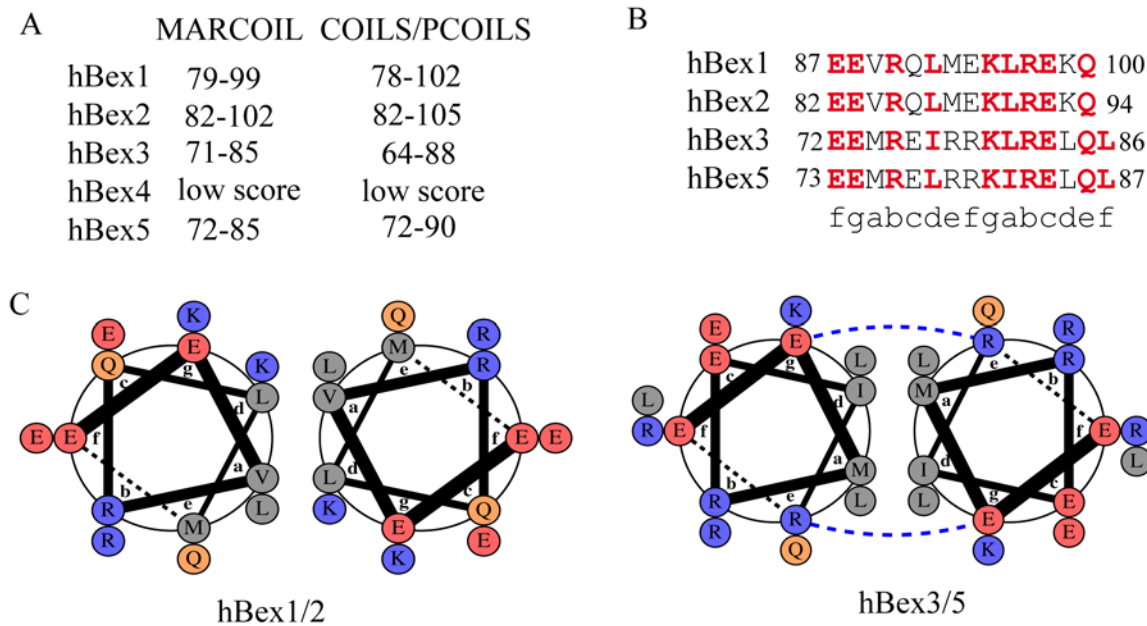 A
MARCOIL COILS/PCOILS
hBex1 79-99 78-102
hBex2 82-102 82-105
hBex3 71-85 64-88
hBex4 low score low score
hBex5 72-85 72-90
B
hBex1 87 EEVRQLMEKLREKQ 100
hBex2 82 EEVRQLMEKLREKQ 94
hBex3 72 EEMREIRRKLRELQL 86
hBex5 73 EEMRELRRKIRELQL 87
fgabcdefgabcdef
C
E K
Q E K
c g d L
E E f
a V
R b e L
R M
Q
Q R
L M R
V a e b
f E E
L d c
K g Q
E E
K
hBex1/2
E K
E E L
c g d I
L
R E f
a M
R b e L
R R
Q
Q R
L R R
M a e b
f E R
L
I d c
L g E
E E
K
hBex3/5